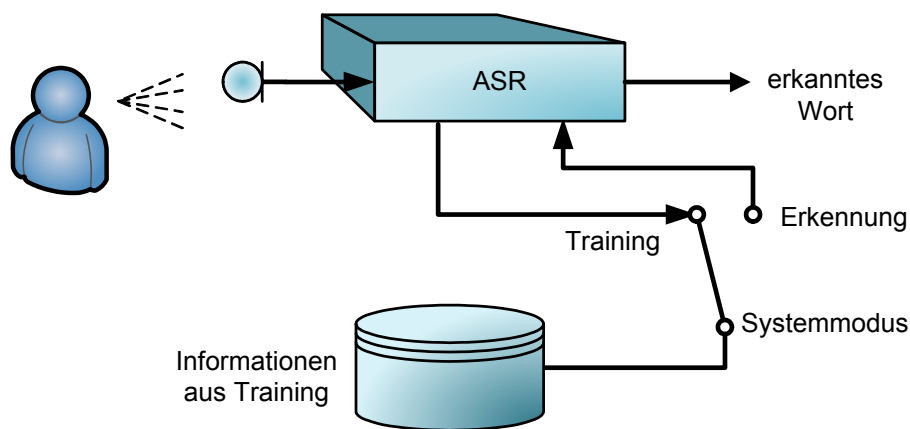 ASR
erkanntes
Wort
Training
Erkennung
Systemmodus
Informationen
aus Training